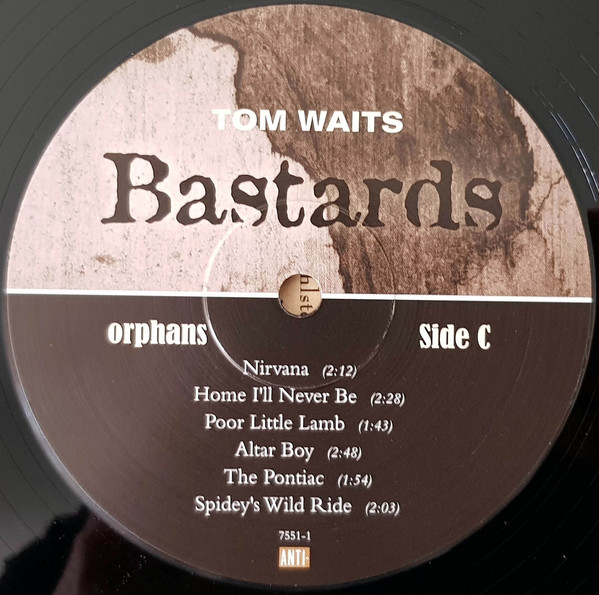 TOM WAITS
Bastards
orphans Side C
Nirvana (2:12)
Home I'll Never Be (2:28)
Poor Little Lamb (1:43)
Altar Boy (2:48)
The Pontiac (1:54)
Spidey's Wild Ride (2:03)
7551-1
ANTI-